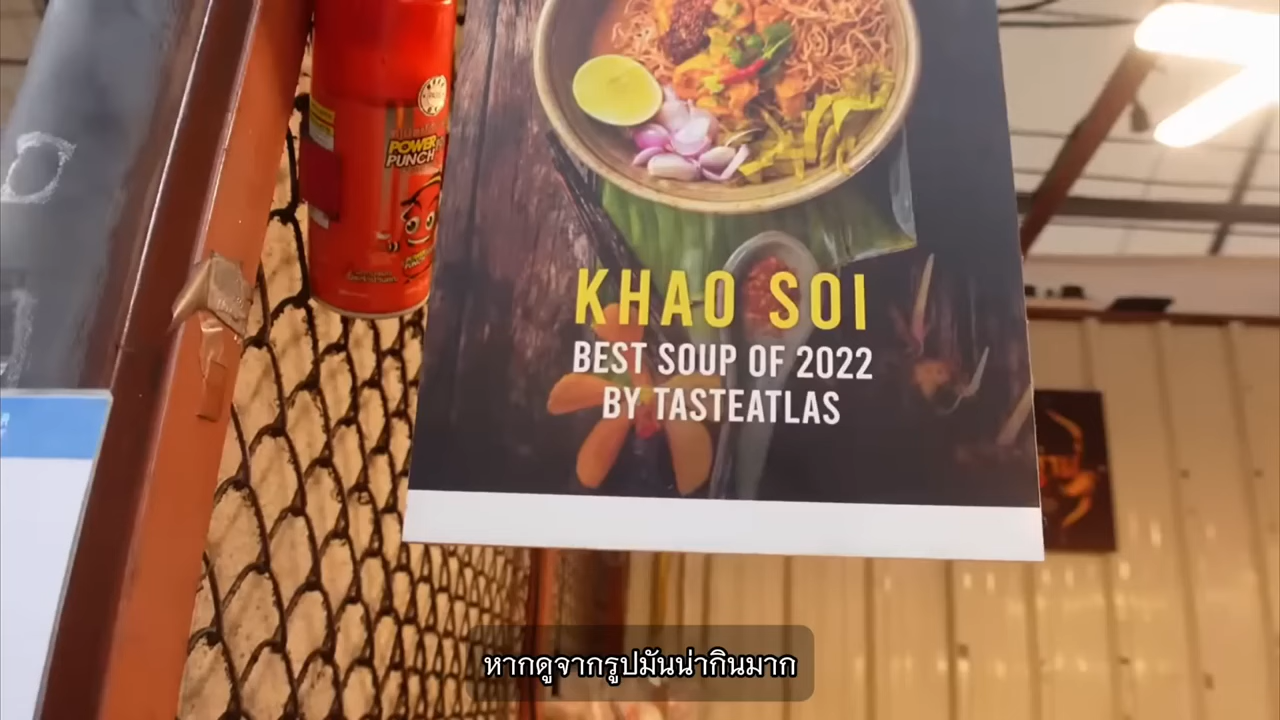 POWER
PUNCH
KHAO SOI
BEST SOUP OF 2022
BY TASTEATLAS
หากดูจากรูปมันน่ากินมาก